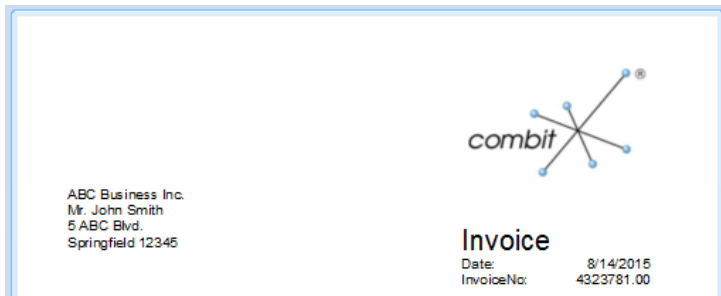 combit ®
ABC Business Inc.
Mr. John Smith
5 ABC Blvd.
Springfield 12345
Invoice
Date: 8/14/2015
InvoiceNo: 4323781.00